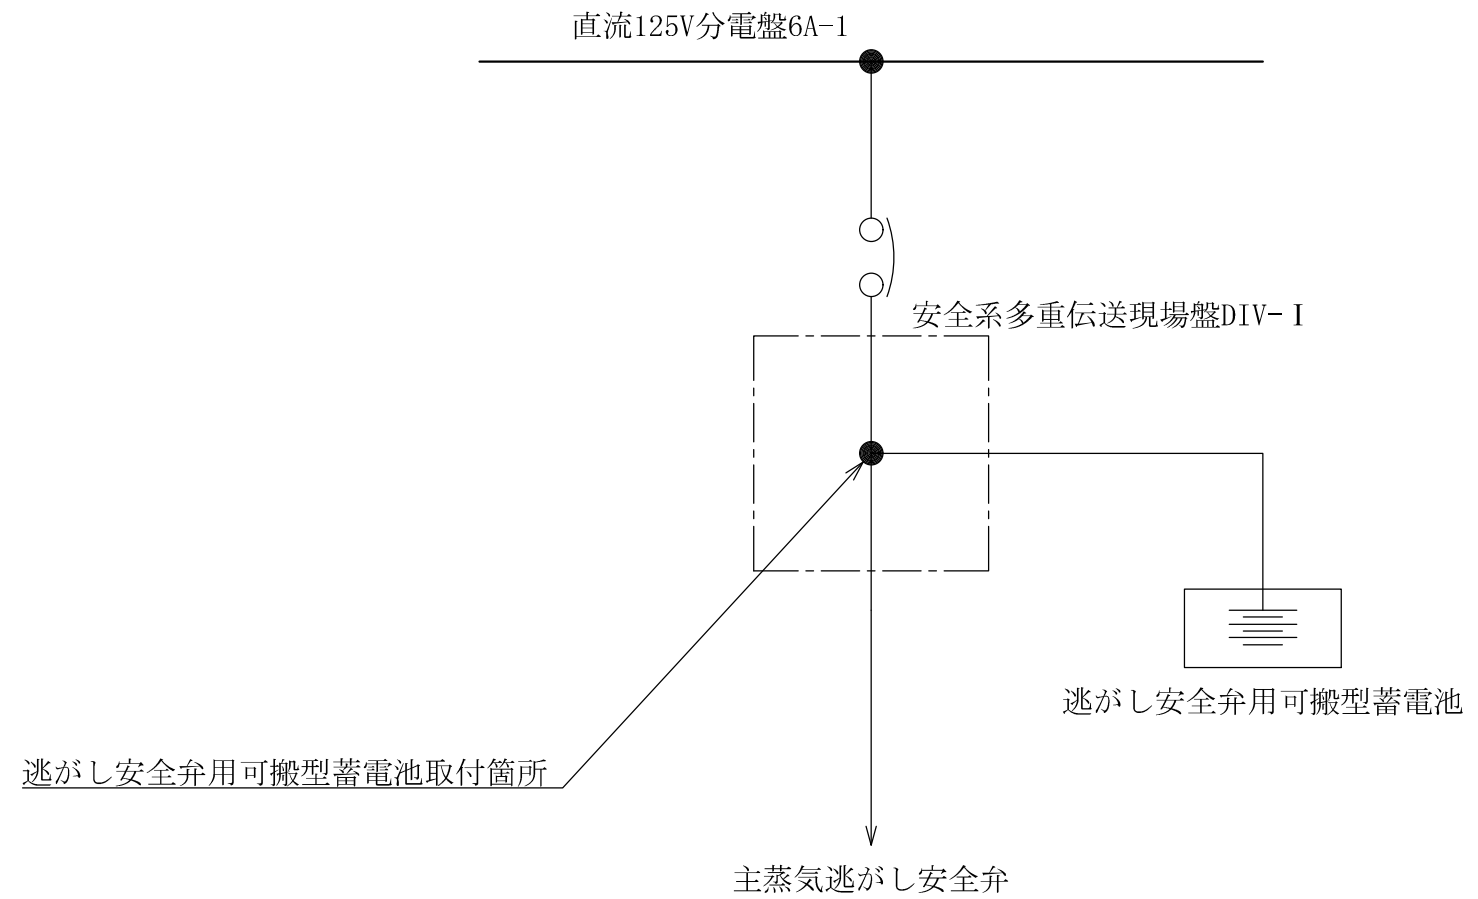 直流125V分電盤6A-1
安全系多重伝送現場盤DIV-Ⅰ
逃がし安全弁用可搬型蓄電池
逃がし安全弁用可搬型蓄電池取付箇所
主蒸気逃がし安全弁